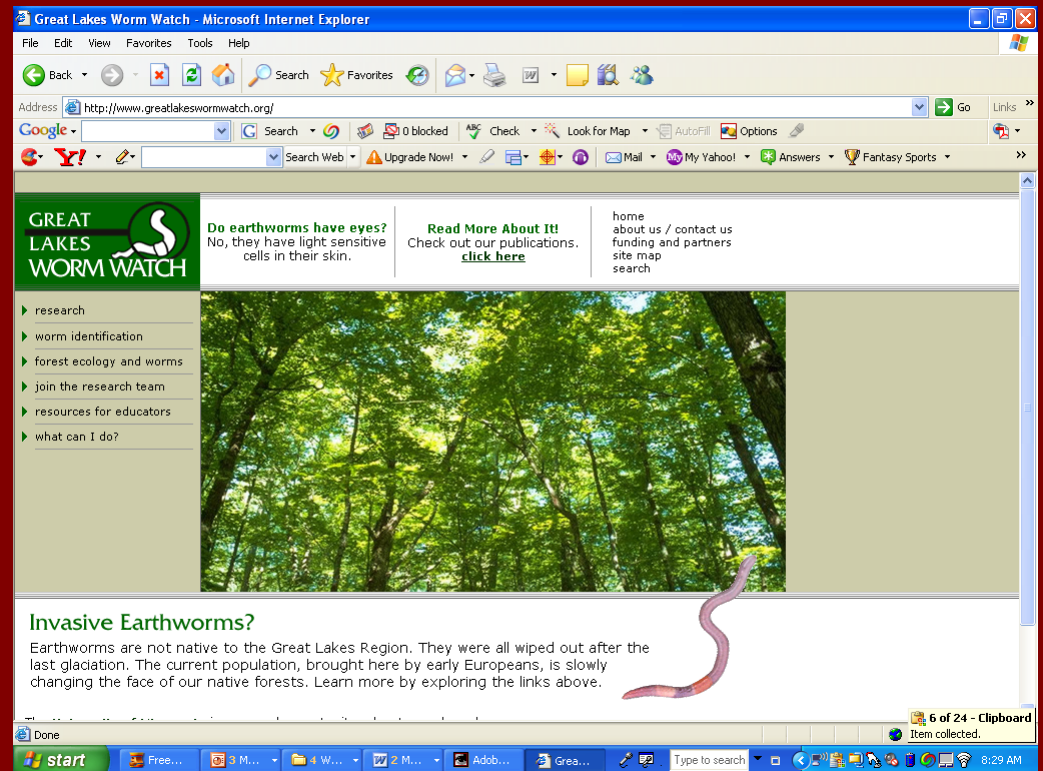 Great Lakes Worm Watch - Microsoft Internet Explorer
File Edit View Favorites Tools Help
Back Search Favorites
Address http://www.greatlakeswormwatch.org/ Go Links »
Google Search 0 blocked Check Look for Map AutoFill Options
Y! Search Web Upgrade Now! Mail My Yahoo! Answers Fantasy Sports »
GREAT
LAKES
WORM WATCH
Do earthworms have eyes?
No, they have light sensitive
cells in their skin.
Read More About It!
Check out our publications.
click here
home
about us / contact us
funding and partners
site map
search
research
worm identification
forest ecology and worms
join the research team
resources for educators
what can I do?
Invasive Earthworms?
Earthworms are not native to the Great Lakes Region. They were all wiped out after the
last glaciation. The current population, brought here by early Europeans, is slowly
changing the face of our native forests. Learn more by exploring the links above.
6 of 24 - Clipboard
Item collected.
Done
start Free... 3 M... 4 W... 2 M... Adob... Grea... Type to search 8:29 AM